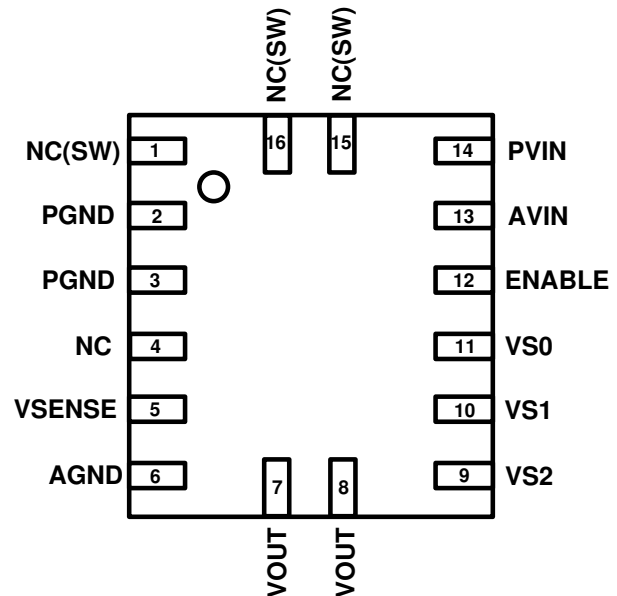 NC(SW) NC(SW)
NC(SW) 1 16 15 14 PVIN
PGND 2 13 AVIN
PGND 3 12 ENABLE
NC 4 11 VS0
VSENSE 5 10 VS1
AGND 6 7 8 9 VS2
VOUT VOUT